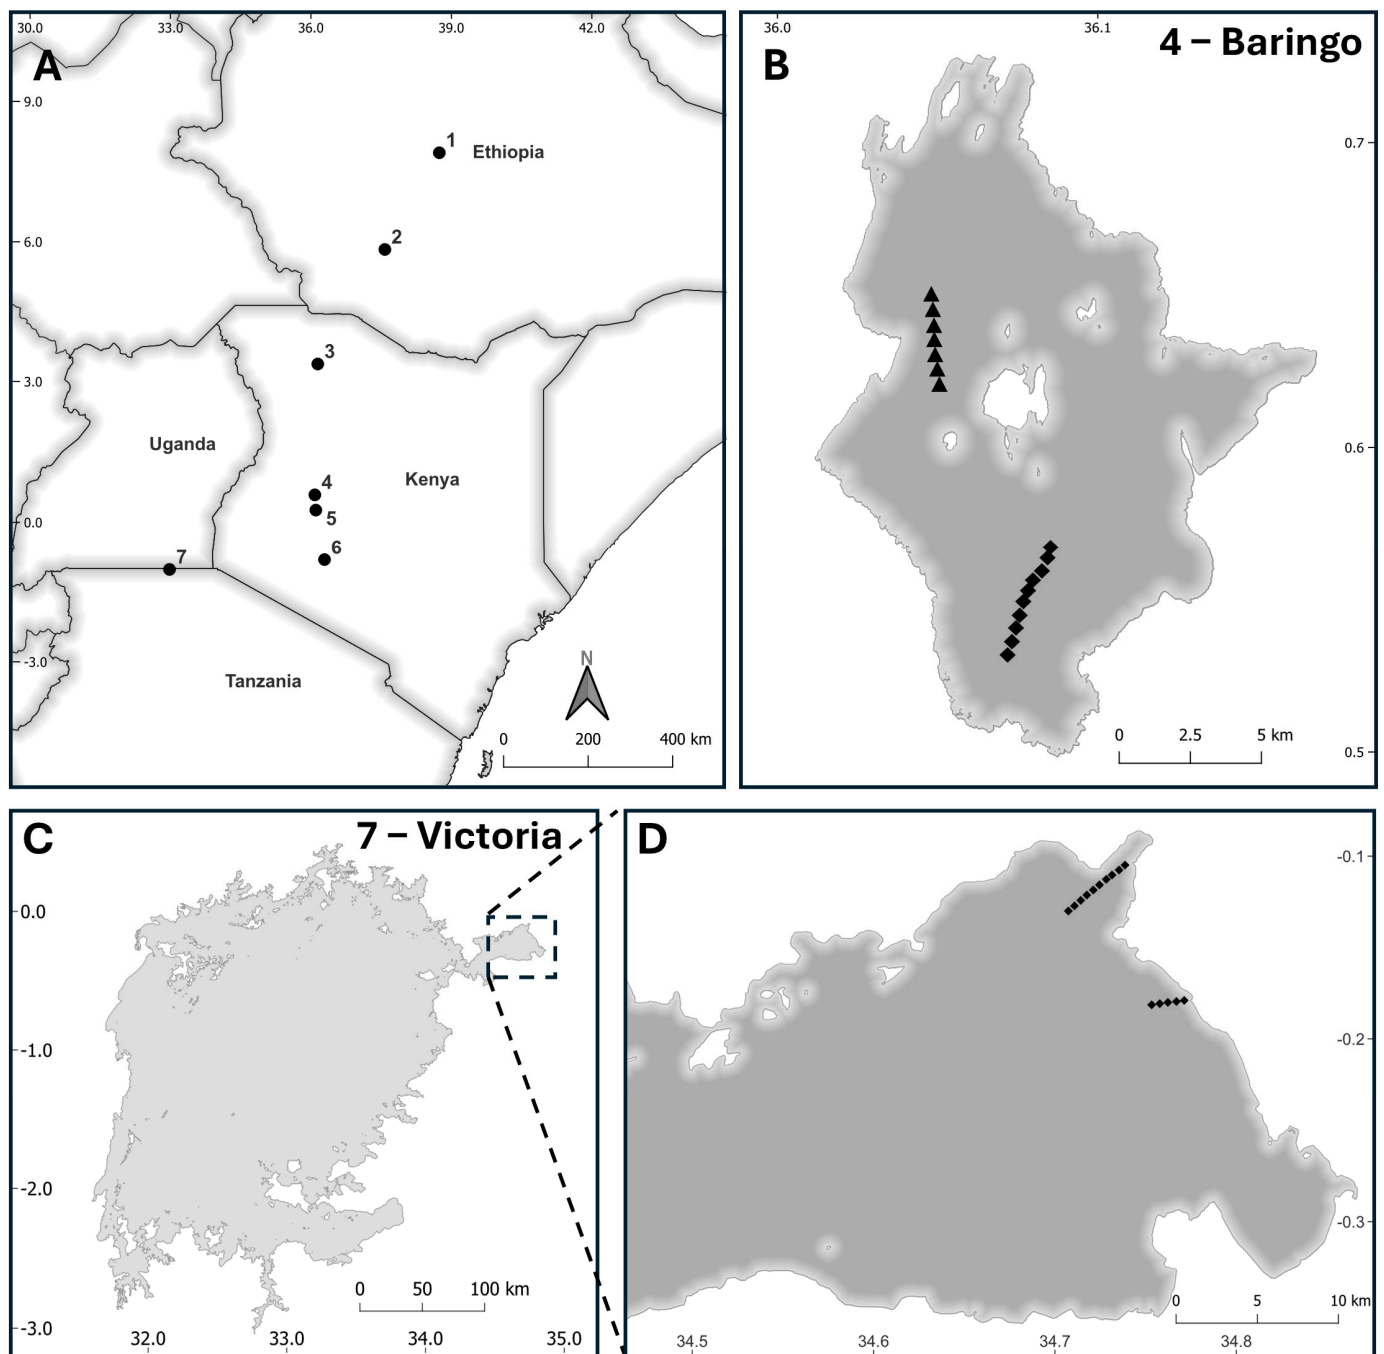 30.0 33.0 36.0 39.0 42.0
A
9.0
1
Ethiopia
6.0
2
3
3.0
Uganda
Kenya
4
0.0
5
6
7
-3.0
Tanzania
N
0 200 400 km
36.0 36.1
4 – Baringo
B
0.7
0.6
0 2.5 5 km
0.5
C
7 – Victoria
0.0
-1.0
-2.0
0 50 100 km
-3.0
32.0 33.0 34.0 35.0
D
-0.1
-0.2
-0.3
0 5 10 km
34.5 34.6 34.7 34.8